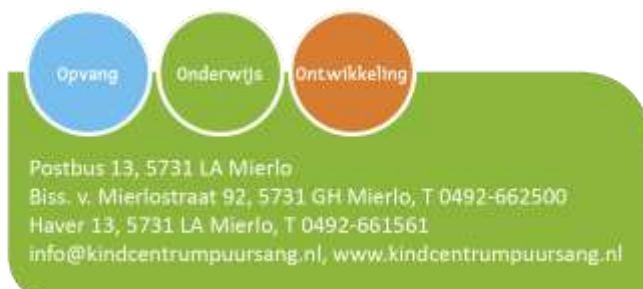 Opvang
Onderwijs
Ontwikkeling
Postbus 13, 5731 LA Mierlo
Biss. v. Mierlostraat 92, 5731 GH Mierlo, T 0492-662500
Haver 13, 5731 LA Mierlo, T 0492-661561
info@kindcentrumpuursang.nl, www.kindcentrumpuursang.nl